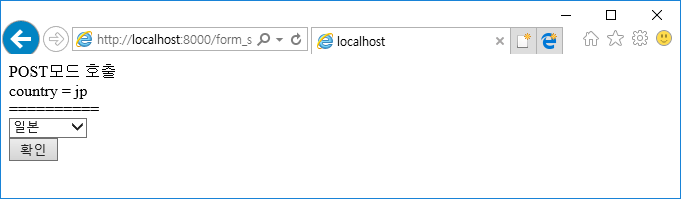 http://localhost:8000/form_s
localhost
POST모드 호출
country = jp
==========
일본
확인